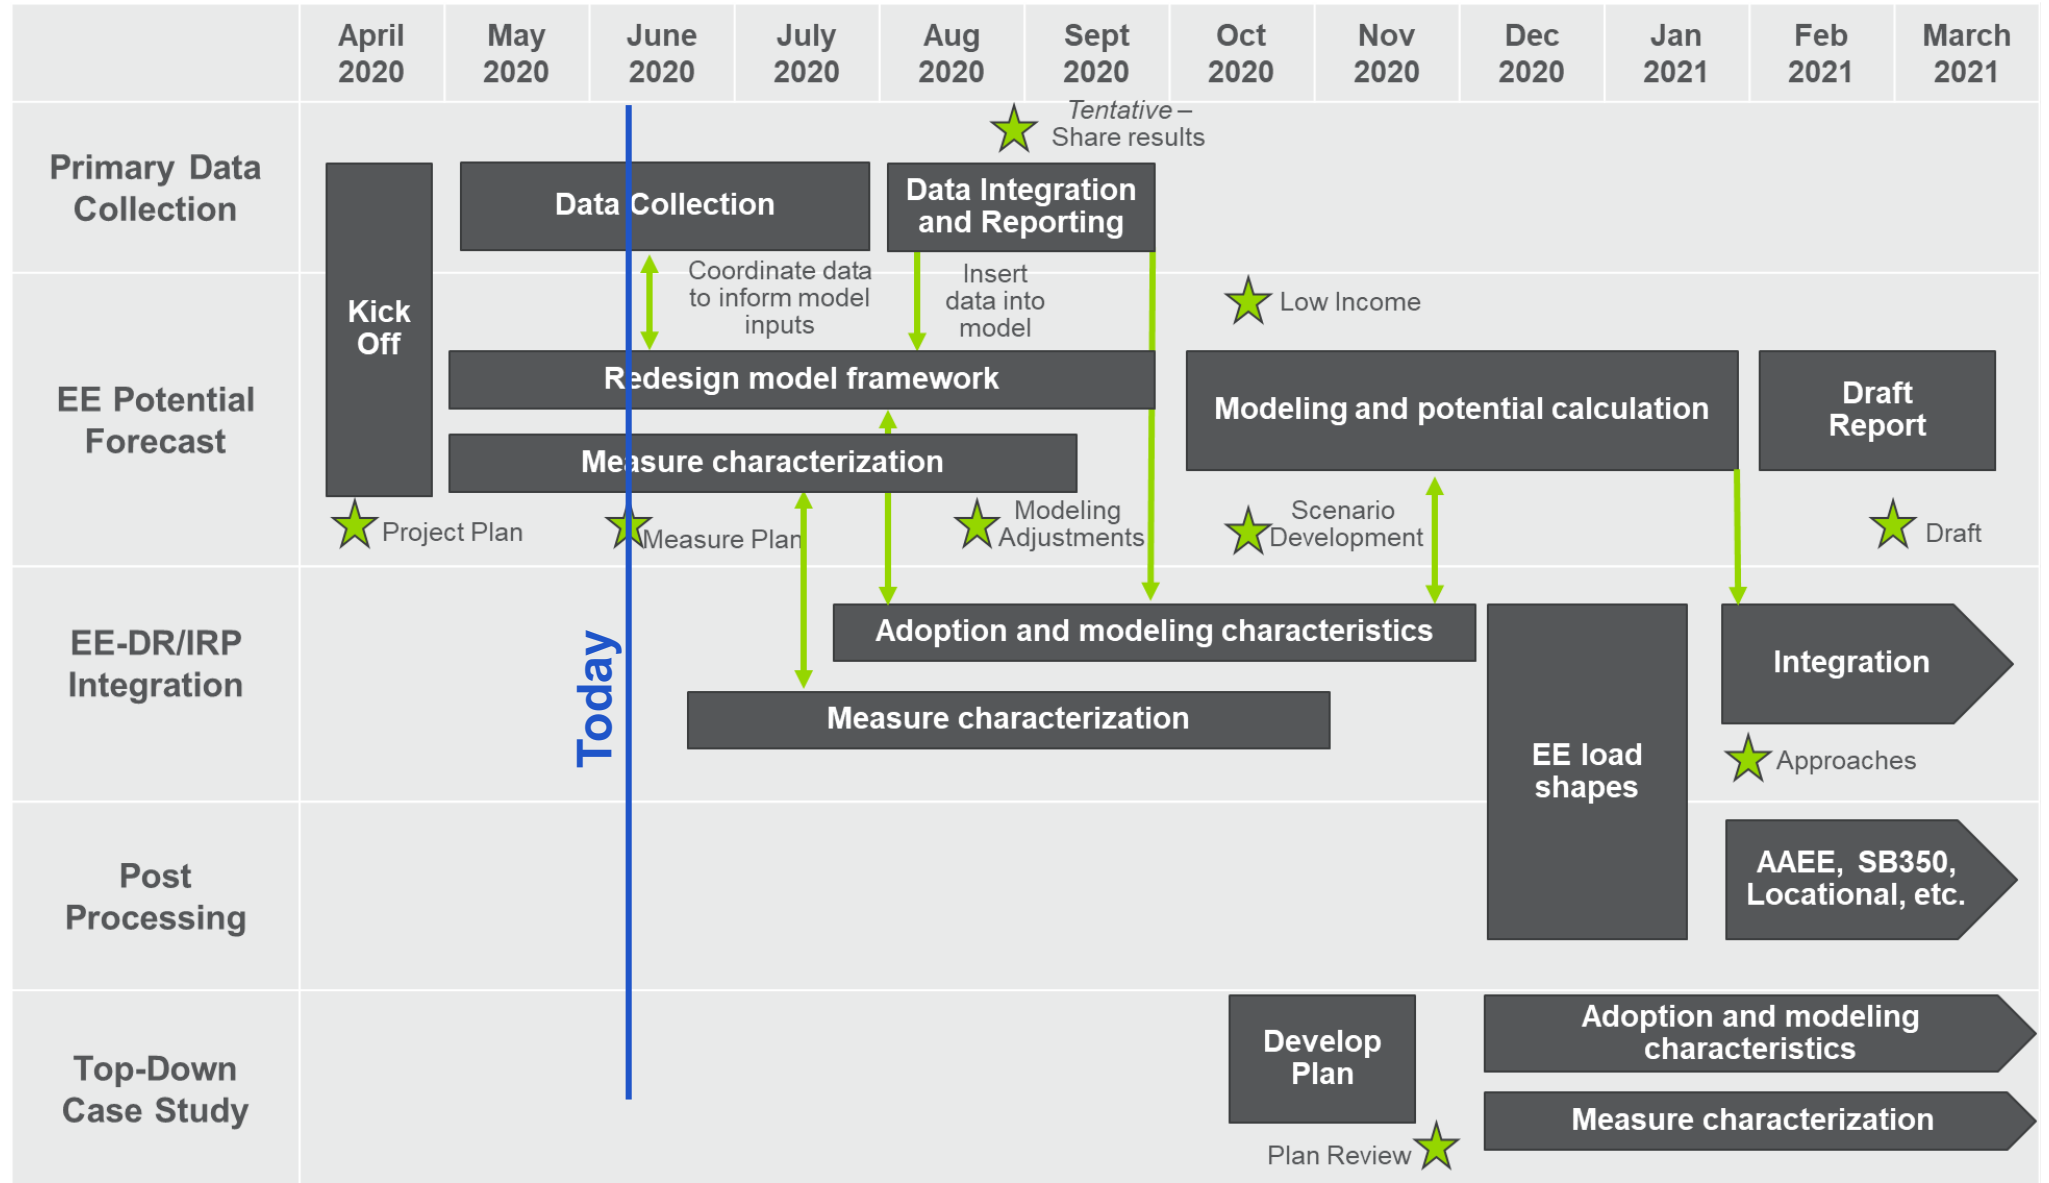 April
2020
May
2020
June
2020
July
2020
Aug
2020
Sept
2020
Oct
2020
Nov
2020
Dec
2020
Jan
2021
Feb
2021
March
2021
Primary Data
Collection
Tentative –
Share results
Kick
Off
Data Collection
Data Integration
and Reporting
Coordinate data
to inform model
inputs
Insert
data into
model
EE Potential
Forecast
Low Income
Redesign model framework
Modeling and potential calculation
Draft
Report
Measure characterization
Project Plan
Measure Plan
Modeling
Adjustments
Scenario
Development
Draft
EE-DR/IRP
Integration
Today
Adoption and modeling characteristics
Measure characterization
EE load
shapes
Integration
Approaches
Post
Processing
AAEE, SB350,
Locational, etc.
Top-Down
Case Study
Develop
Plan
Plan Review
Adoption and modeling
characteristics
Measure characterization